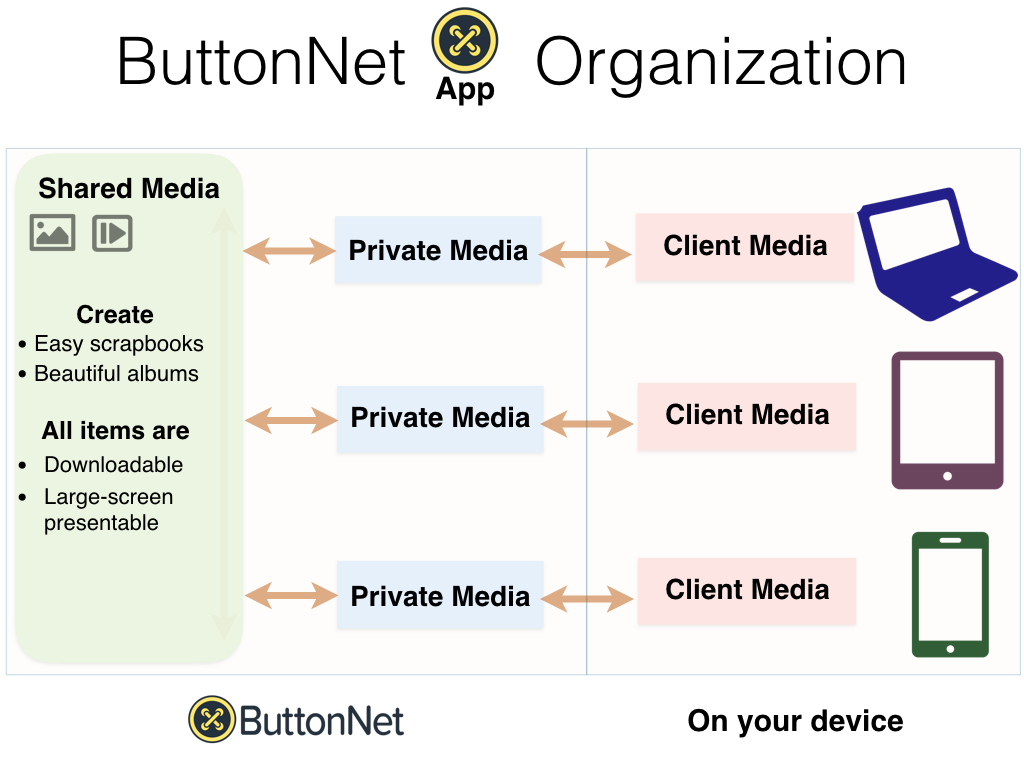 ButtonNet App Organization
Shared Media
Create
• Easy scrapbooks
• Beautiful albums
All items are
• Downloadable
• Large-screen
presentable
Private Media
Client Media
Private Media
Client Media
Private Media
Client Media
ButtonNet
On your device